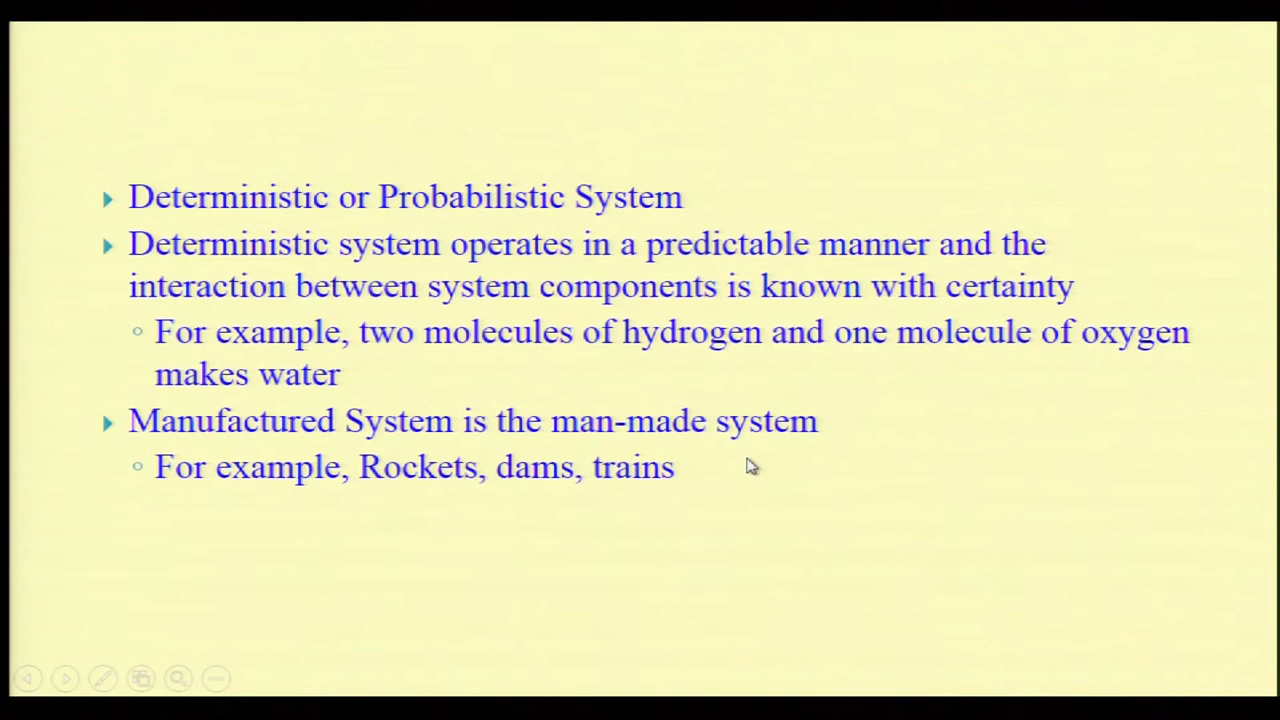 Deterministic or Probabilistic System
Deterministic system operates in a predictable manner and the
interaction between system components is known with certainty
For example, two molecules of hydrogen and one molecule of oxygen
makes water
Manufactured System is the man-made system
For example, Rockets, dams, trains